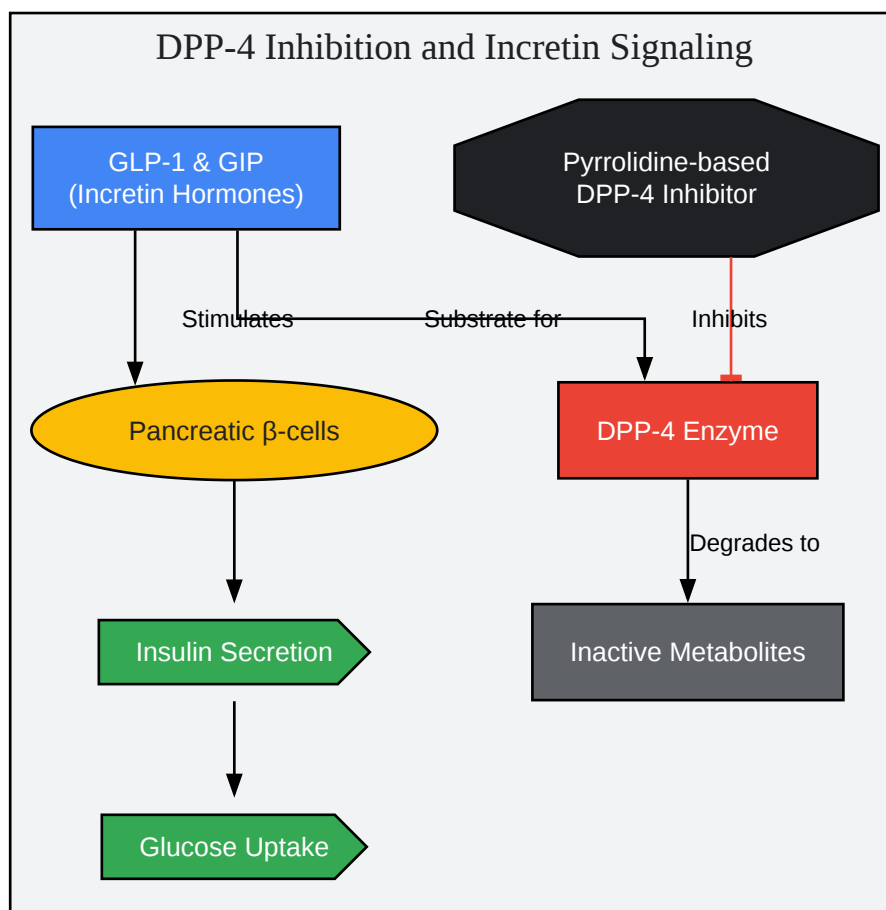 DPP-4 Inhibition and Incretin Signaling
GLP-1 & GIP
(Incretin Hormones)
Pyrrolidine-based
DPP-4 Inhibitor
Stimulates
Substrate for
Inhibits
Pancreatic β-cells
DPP-4 Enzyme
Degrades to
Insulin Secretion
Inactive Metabolites
Glucose Uptake